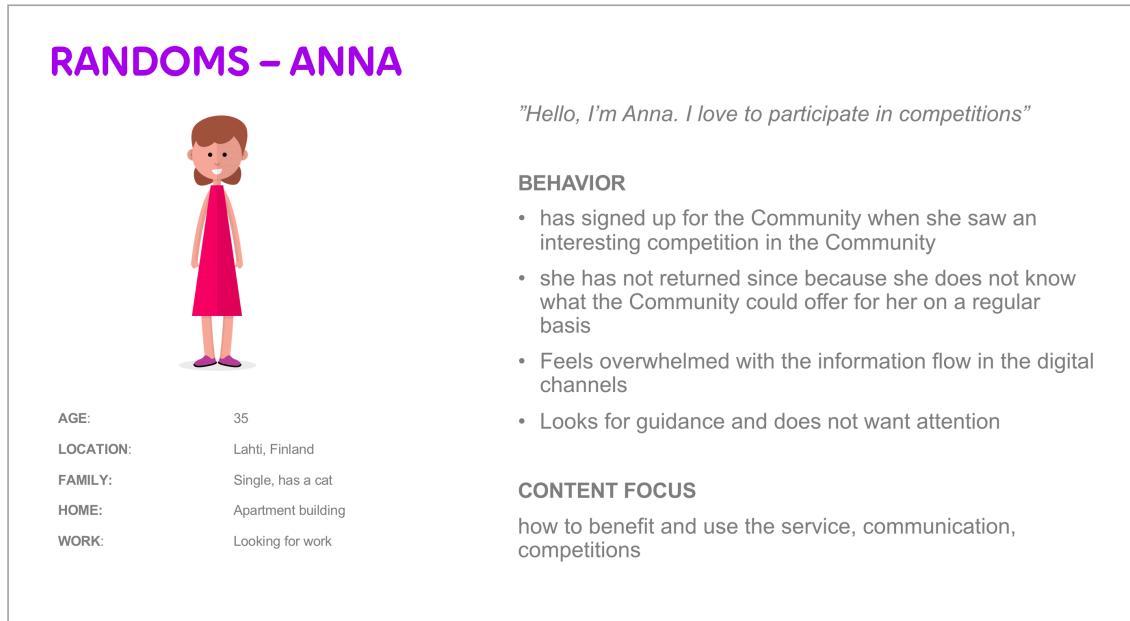 RANDOMS – ANNA
”Hello, I’m Anna. I love to participate in competitions”
BEHAVIOR
• has signed up for the Community when she saw an
interesting competition in the Community
• she has not returned since because she does not know
what the Community could offer for her on a regular
basis
• Feels overwhelmed with the information flow in the digital
channels
• Looks for guidance and does not want attention
CONTENT FOCUS
how to benefit and use the service, communication,
competitions
AGE: 35
LOCATION: Lahti, Finland
FAMILY: Single, has a cat
HOME: Apartment building
WORK: Looking for work